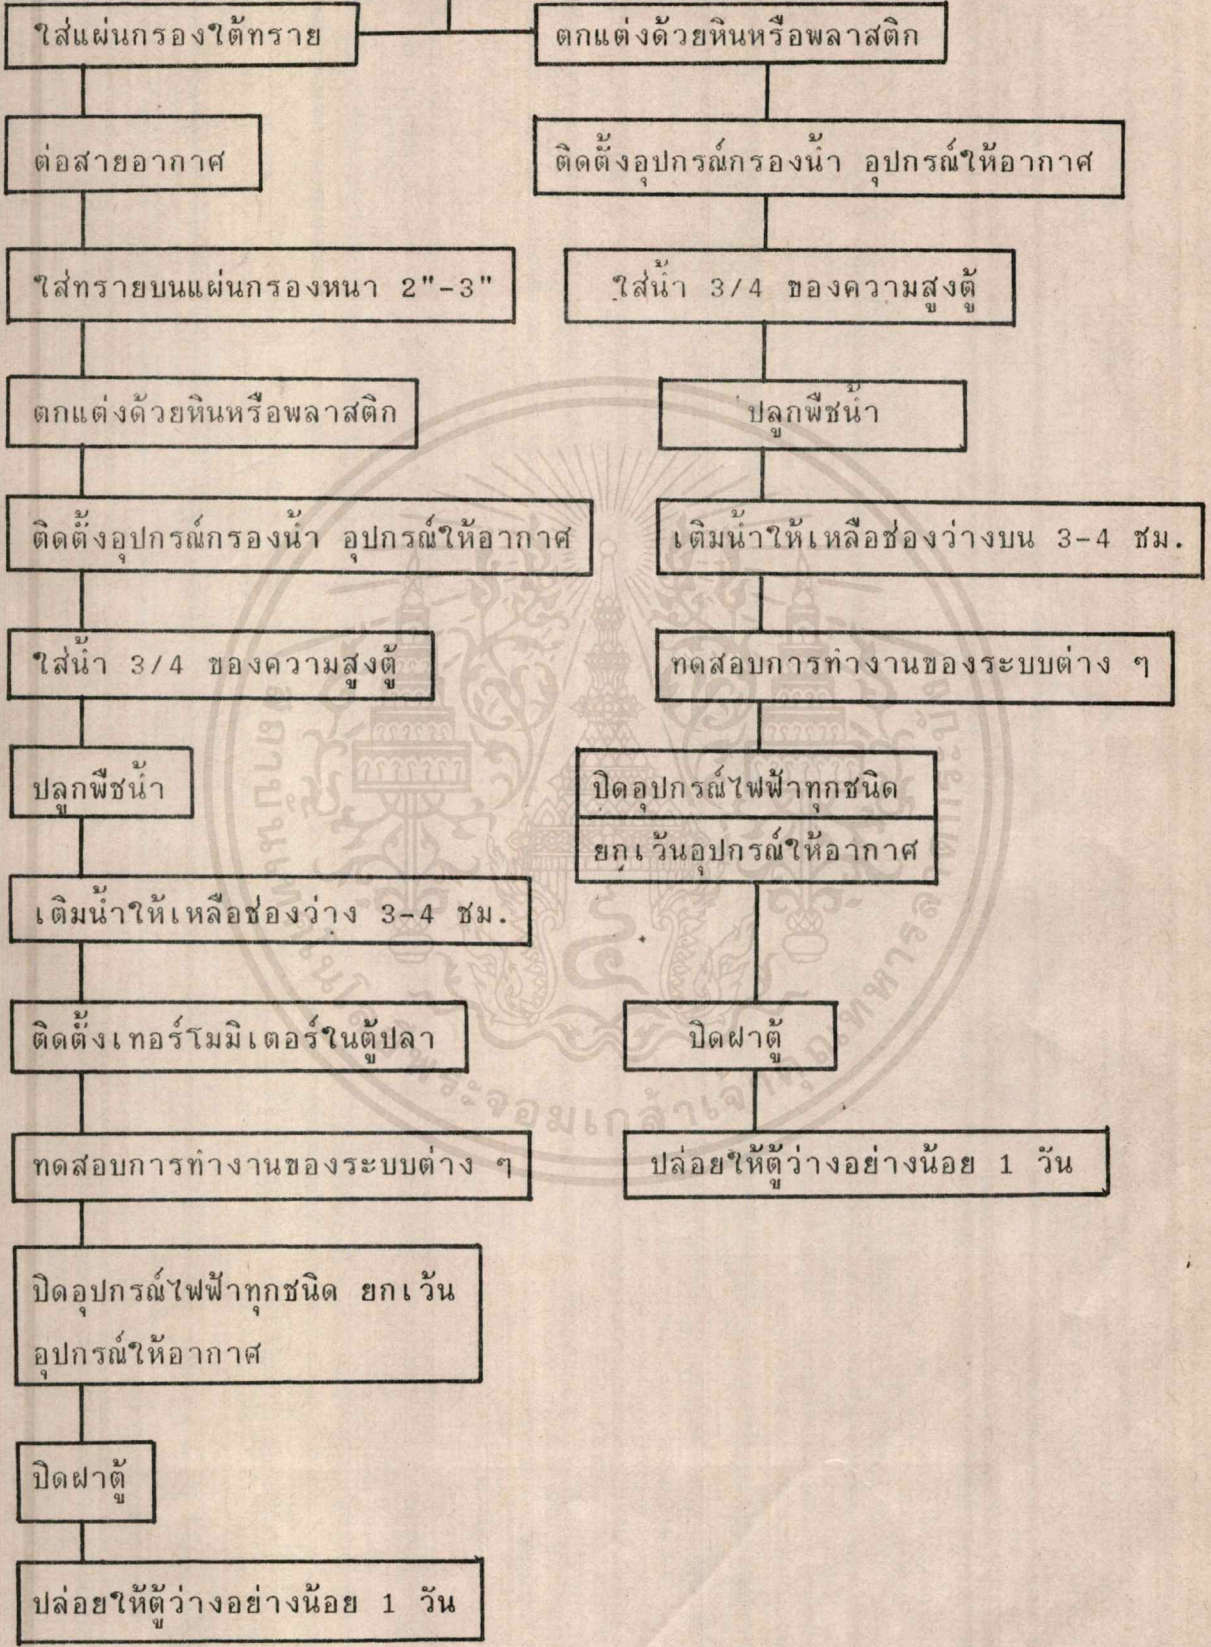 ใส่แผ่นกรองใต้ทราย
ต่อสายอากาศ
ใส่ทรายบนแผ่นกรองหนา 2"-3"
ตกแต่งด้วยหินหรือพลาสติก
ติดตั้งอุปกรณ์กรองน้ำ อุปกรณ์ให้อากาศ
ใส่น้ำ 3/4 ของความสูงตู้
ปลูกพืชน้ำ
เติมน้ำให้เหลือช่องว่าง 3-4 ซม.
ติดตั้งเทอร์โมมิเตอร์ในตู้ปลา
ทดสอบการทำงานของระบบต่าง ๆ
ปิดอุปกรณ์ไฟฟ้าทุกชนิด ยกเว้น
อุปกรณ์ให้อากาศ
ปิดฝาตู้
ปล่อยให้ตู้ว่างอย่างน้อย 1 วัน
ตกแต่งด้วยหินหรือพลาสติก
ติดตั้งอุปกรณ์กรองน้ำ อุปกรณ์ให้อากาศ
ใส่น้ำ 3/4 ของความสูงตู้
ปลูกพืชน้ำ
เติมน้ำให้เหลือช่องว่างบน 3-4 ซม.
ทดสอบการทำงานของระบบต่าง ๆ
ปิดอุปกรณ์ไฟฟ้าทุกชนิด
ยกเว้นอุปกรณ์ให้อากาศ
ปิดฝาตู้
ปล่อยให้ตู้ว่างอย่างน้อย 1 วัน